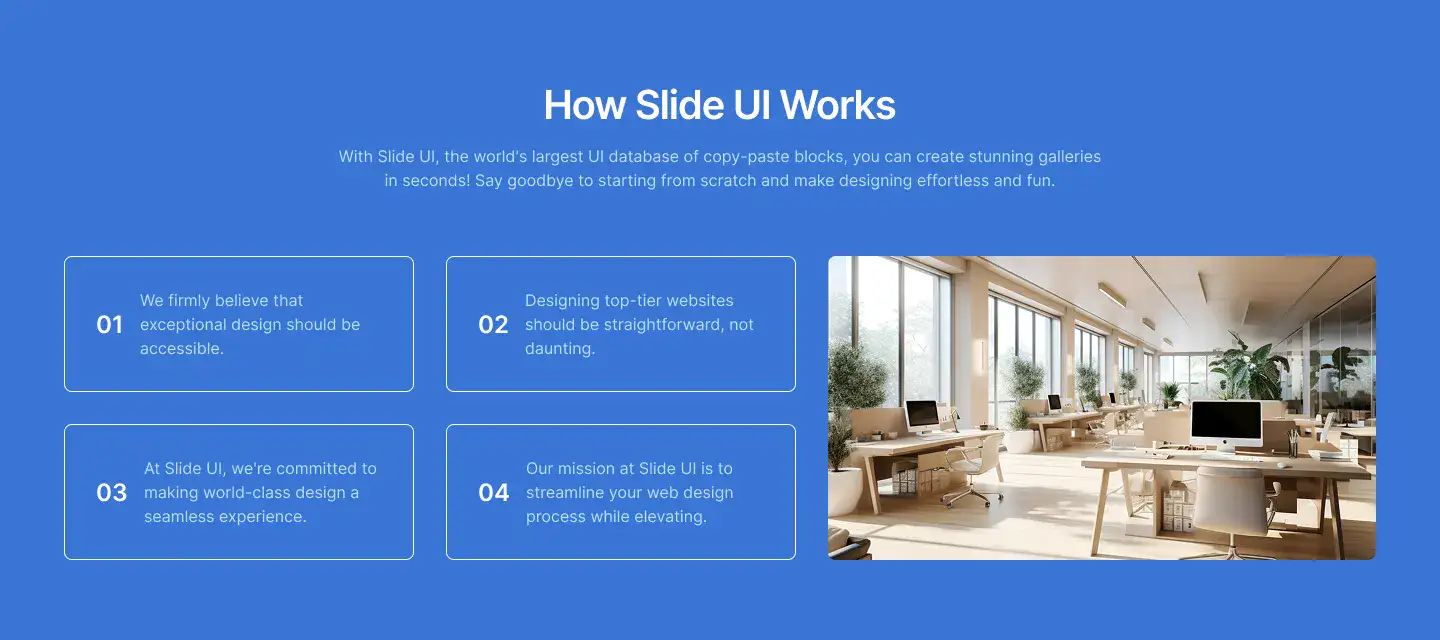 How Slide UI Works
With Slide UI, the world's largest UI database of copy-paste blocks, you can create stunning galleries
in seconds! Say goodbye to starting from scratch and make designing effortless and fun.
01
We firmly believe that
exceptional design should be
accessible.
02
Designing top-tier websites
should be straightforward, not
daunting.
03
At Slide UI, we're committed to
making world-class design a
seamless experience.
04
Our mission at Slide UI is to
streamline your web design
process while elevating.